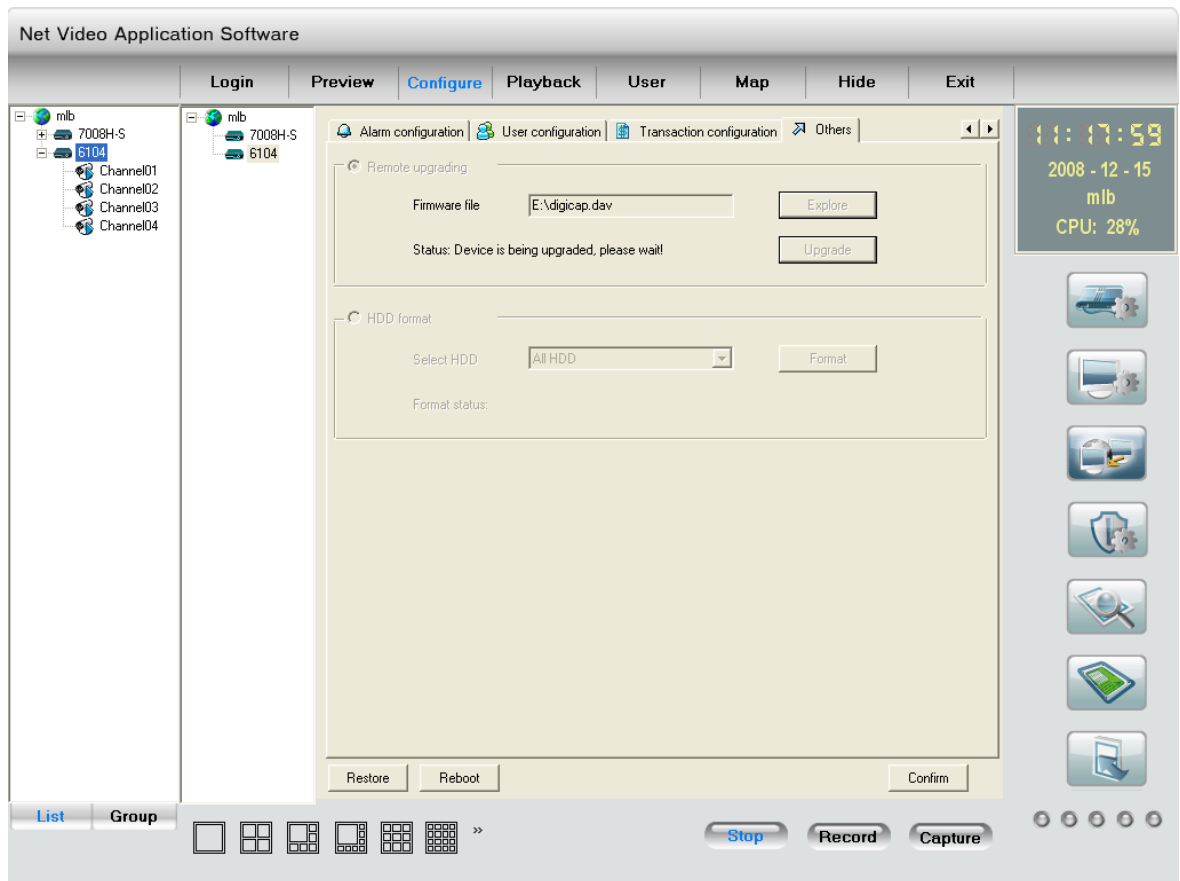 Net Video Application Software
Login Preview Configure Playback User Map Hide Exit
mlb
7008H-S
6104
Channel01
Channel02
Channel03
Channel04
mlb
7008H-S
6104
Alarm configuration User configuration Transaction configuration Others
Remote upgrading
Firmware file E:\digicap.dav Explore
Status: Device is being upgraded, please wait! Upgrade
HDD format
Select HDD All HDD Format
Format status:
Restore Reboot Confirm
11:17:59
2008 - 12 - 15
mlb
CPU: 28%
List Group
»
Stop Record Capture